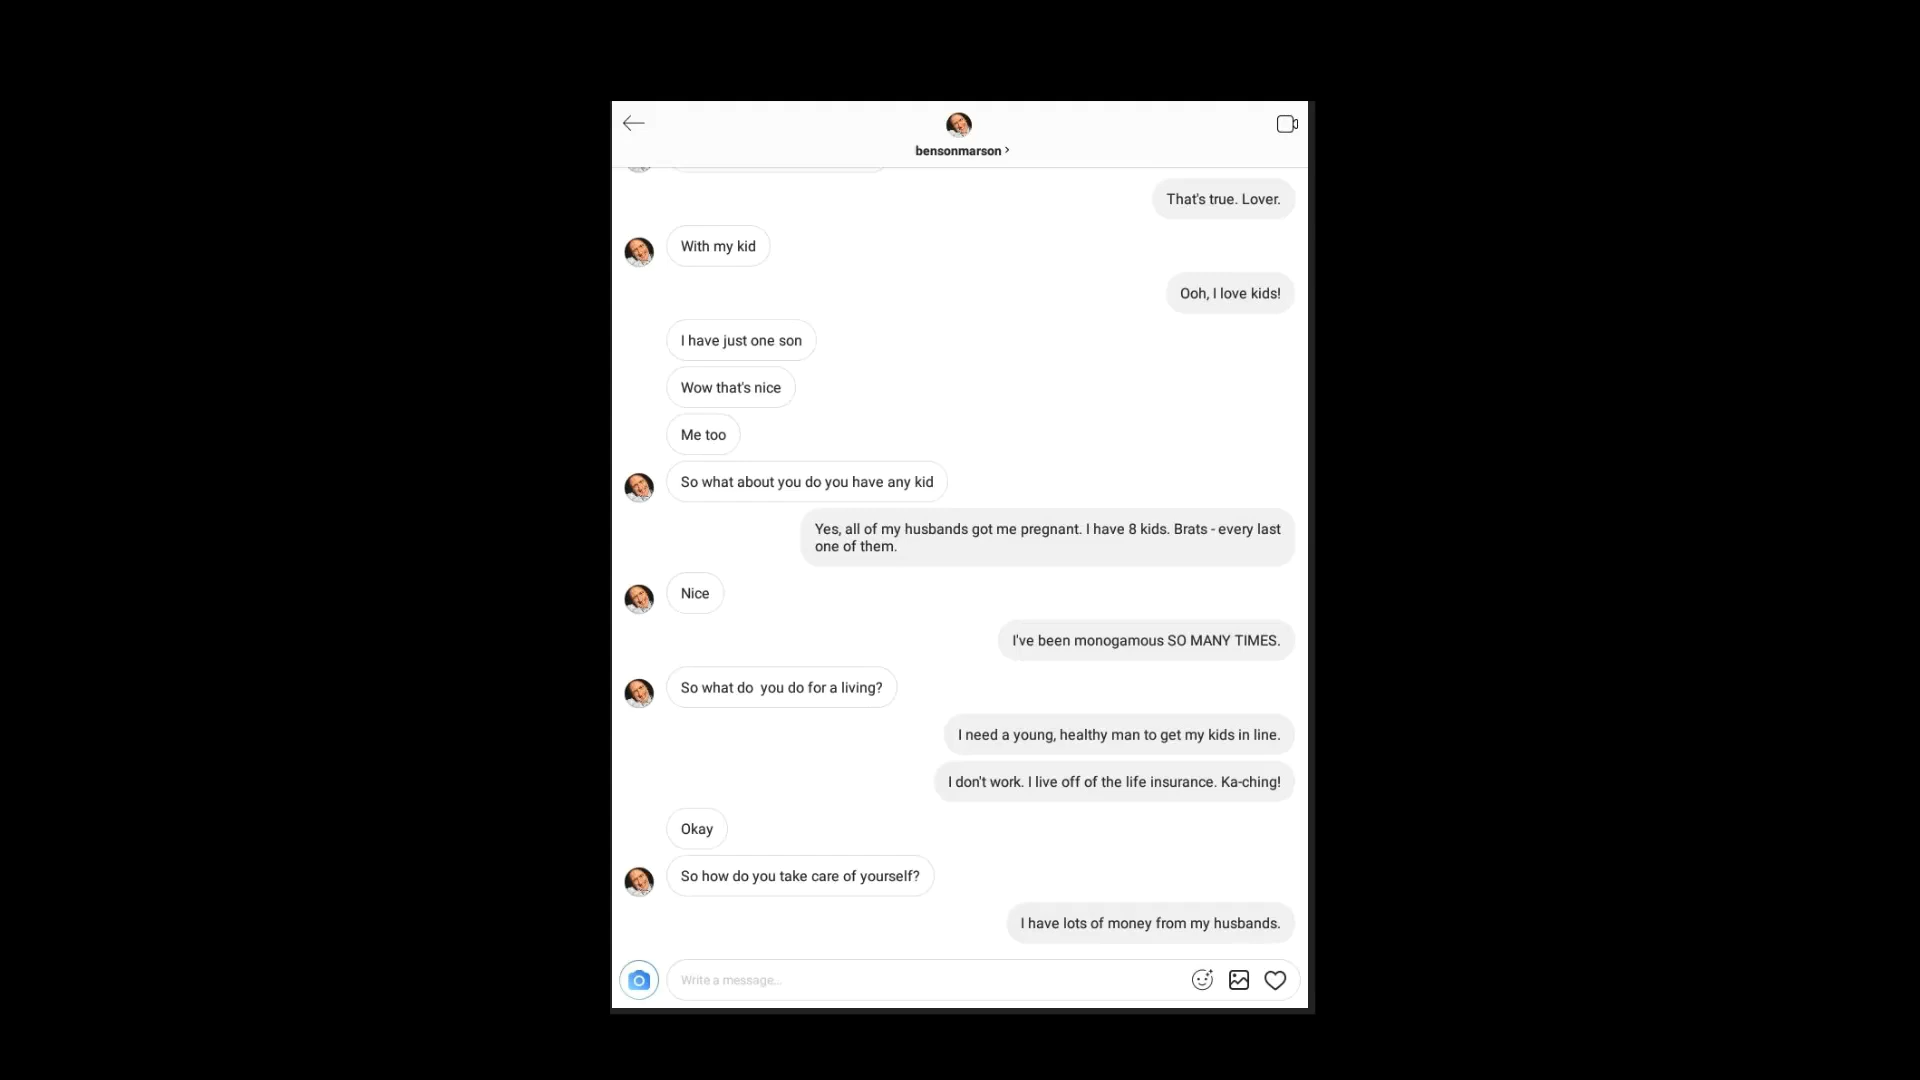 bensonmarson
That's true. Lover.
With my kid
Ooh, I love kids!
I have just one son
Wow that's nice
Me too
So what about you do you have any kid
Yes, all of my husbands got me pregnant. I have 8 kids. Brats - every last
one of them.
Nice
I've been monogamous SO MANY TIMES.
So what do  you do for a living?
I need a young, healthy man to get my kids in line.
I don't work. I live off of the life insurance. Ka-ching!
Okay
So how do you take care of yourself?
I have lots of money from my husbands.
Write a message...